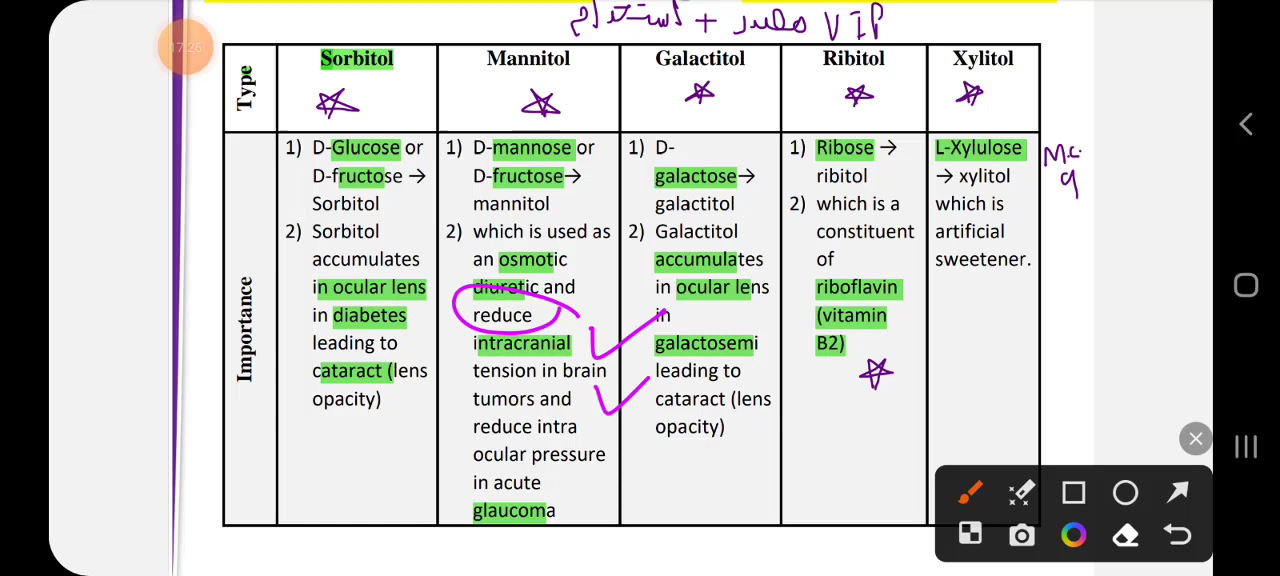 مصدر + استخدام VIP
17:25
Type
Sorbitol
Mannitol
Galactitol
Ribitol
Xylitol
Importance
1) D-Glucose or
D-fructose →
Sorbitol
2) Sorbitol
accumulates
in ocular lens
in diabetes
leading to
cataract (lens
opacity)
1) D-mannose or
D-fructose→
mannitol
2) which is used as
an osmotic
diuretic and
reduce
intracranial
tension in brain
tumors and
reduce intra
ocular pressure
in acute
glaucoma
1) D-
galactose→
galactitol
2) Galactitol
accumulates
in ocular lens
in
galactosemi
leading to
cataract (lens
opacity)
1) Ribose →
ribitol
2) which is a
constituent
of
riboflavin
(vitamin
B2)
L-Xylulose
→ xylitol
which is
artificial
sweetener.
M.C.
q